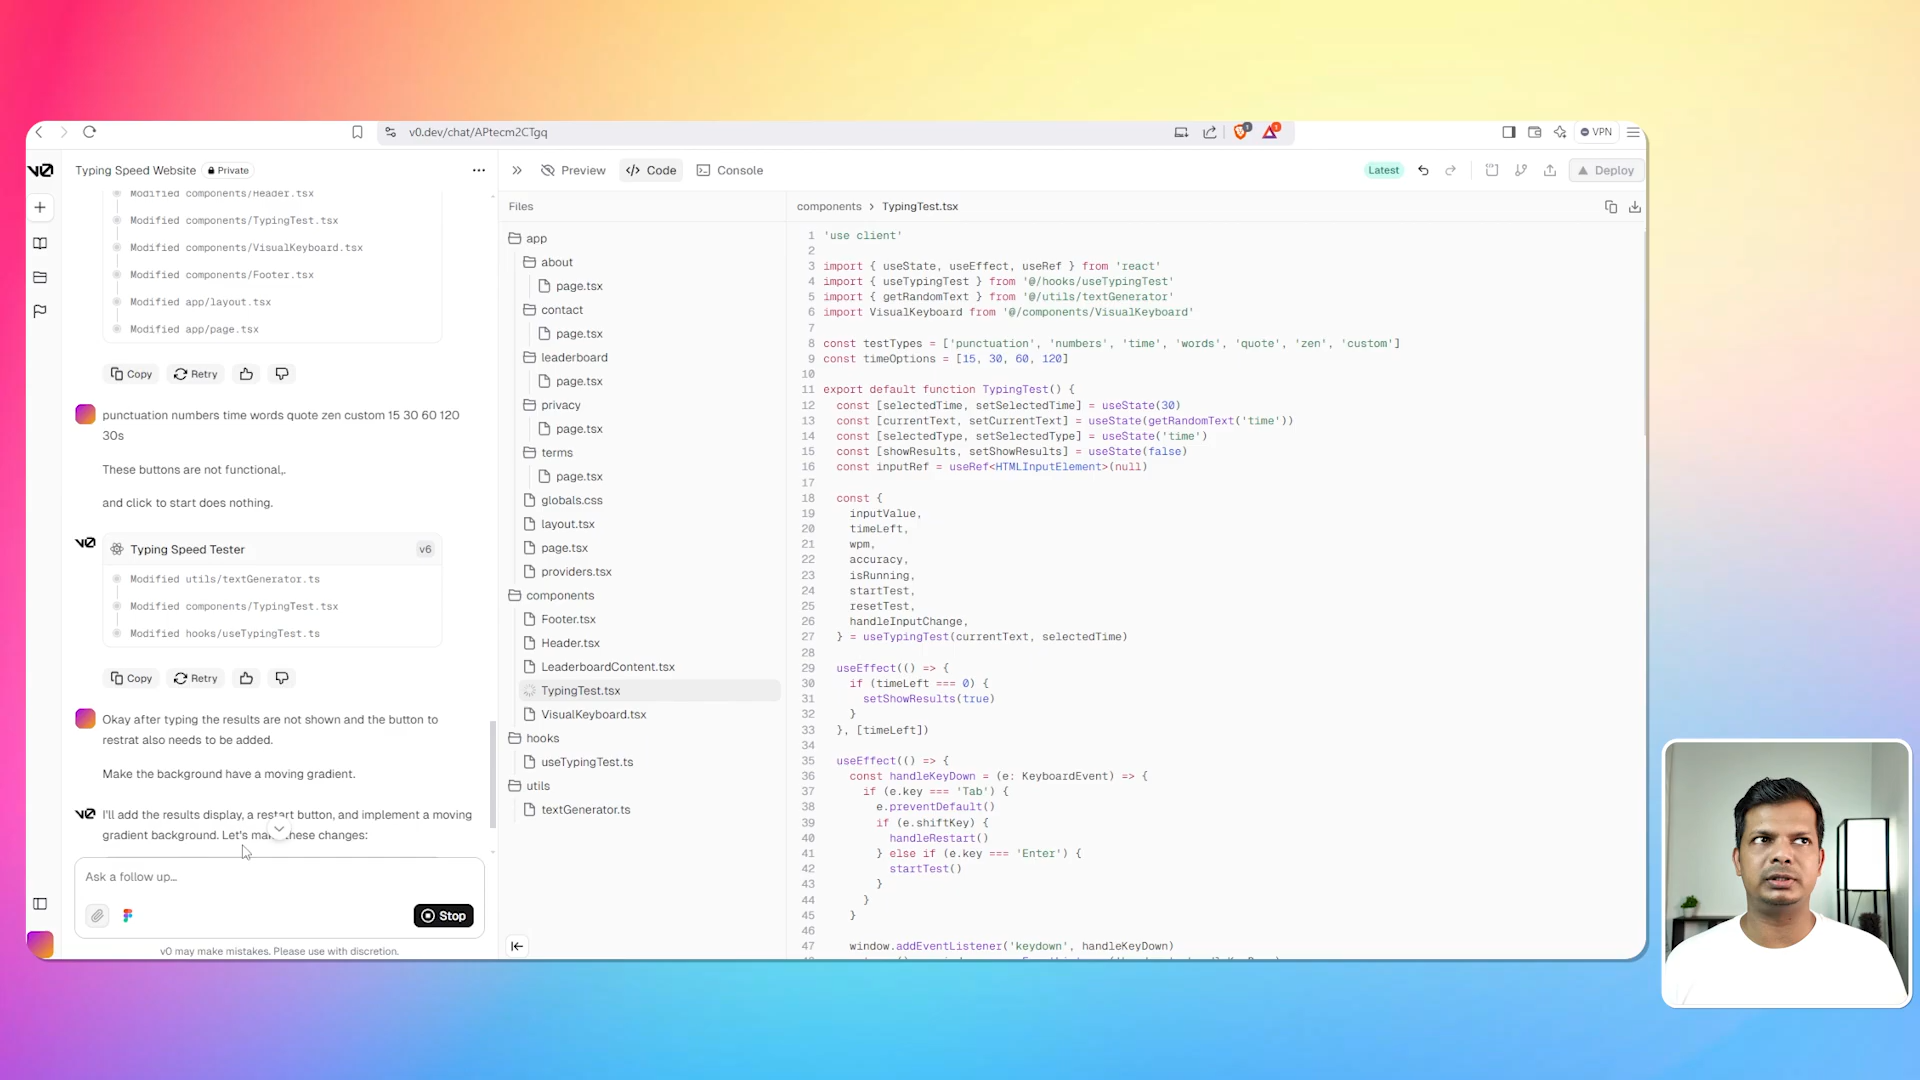 v0.dev/chat/APtecm2CTgq
1
1
VPN
v0
Typing Speed Website
Private
Modified components/Header.tsx
Modified components/TypingTest.tsx
Modified components/VisualKeyboard.tsx
Modified components/Footer.tsx
Modified app/layout.tsx
Modified app/page.tsx
Copy
Retry
punctuation numbers time words quote zen custom 15 30 60 120
30s
These buttons are not functional,.
and click to start does nothing.
v0
Typing Speed Tester
v6
Modified utils/textGenerator.ts
Modified components/TypingTest.tsx
Modified hooks/useTypingTest.ts
Copy
Retry
Okay after typing the results are not shown and the button to
restrat also needs to be added.
Make the background have a moving gradient.
v0
I'll add the results display, a restart button, and implement a moving
gradient background. Let's make these changes:
Ask a follow up...
Stop
v0 may make mistakes. Please use with discretion.
Preview
Code
Console
Latest
Deploy
Files
app
about
page.tsx
contact
page.tsx
leaderboard
page.tsx
privacy
page.tsx
terms
page.tsx
globals.css
layout.tsx
page.tsx
providers.tsx
components
Footer.tsx
Header.tsx
LeaderboardContent.tsx
TypingTest.tsx
VisualKeyboard.tsx
hooks
useTypingTest.ts
utils
textGenerator.ts
components > TypingTest.tsx
1 'use client'
2
3 import { useState, useEffect, useRef } from 'react'
4 import { useTypingTest } from '@/hooks/useTypingTest'
5 import { getRandomText } from '@/utils/textGenerator'
6 import VisualKeyboard from '@/components/VisualKeyboard'
7
8 const testTypes = ['punctuation', 'numbers', 'time', 'words', 'quote', 'zen', 'custom']
9 const timeOptions = [15, 30, 60, 120]
10
11 export default function TypingTest() {
12 const [selectedTime, setSelectedTime] = useState(30)
13 const [currentText, setCurrentText] = useState(getRandomText('time'))
14 const [selectedType, setSelectedType] = useState('time')
15 const [showResults, setShowResults] = useState(false)
16 const inputRef = useRef<HTMLInputElement>(null)
17
18 const {
19 inputValue,
20 timeLeft,
21 wpm,
22 accuracy,
23 isRunning,
24 startTest,
25 resetTest,
26 handleInputChange,
27 } = useTypingTest(currentText, selectedTime)
28
29 useEffect(() => {
30 if (timeLeft === 0) {
31 setShowResults(true)
32 }
33 }, [timeLeft])
34
35 useEffect(() => {
36 const handleKeyDown = (e: KeyboardEvent) => {
37 if (e.key === 'Tab') {
38 e.preventDefault()
39 if (e.shiftKey) {
40 handleRestart()
41 } else if (e.key === 'Enter') {
42 startTest()
43 }
44 }
45 }
46
47 window.addEventListener('keydown', handleKeyDown)